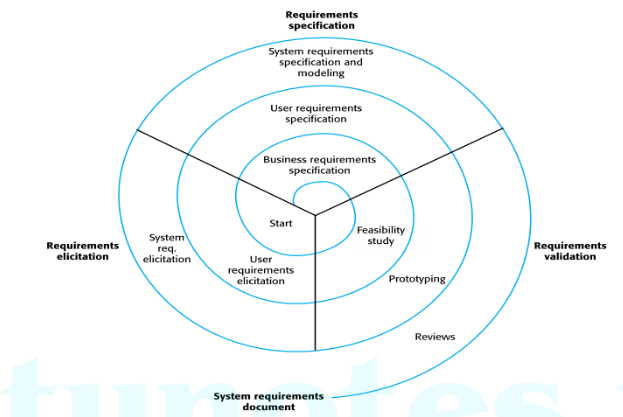 Requirements
specification
System requirements
specification and
modeling
User requirements
specification
Business requirements
specification
Start
Feasibility
study
Requirements
elicitation
System
req.
elicitation
User
requirements
elicitation
Requirements
validation
Prototyping
Reviews
System requirements
document